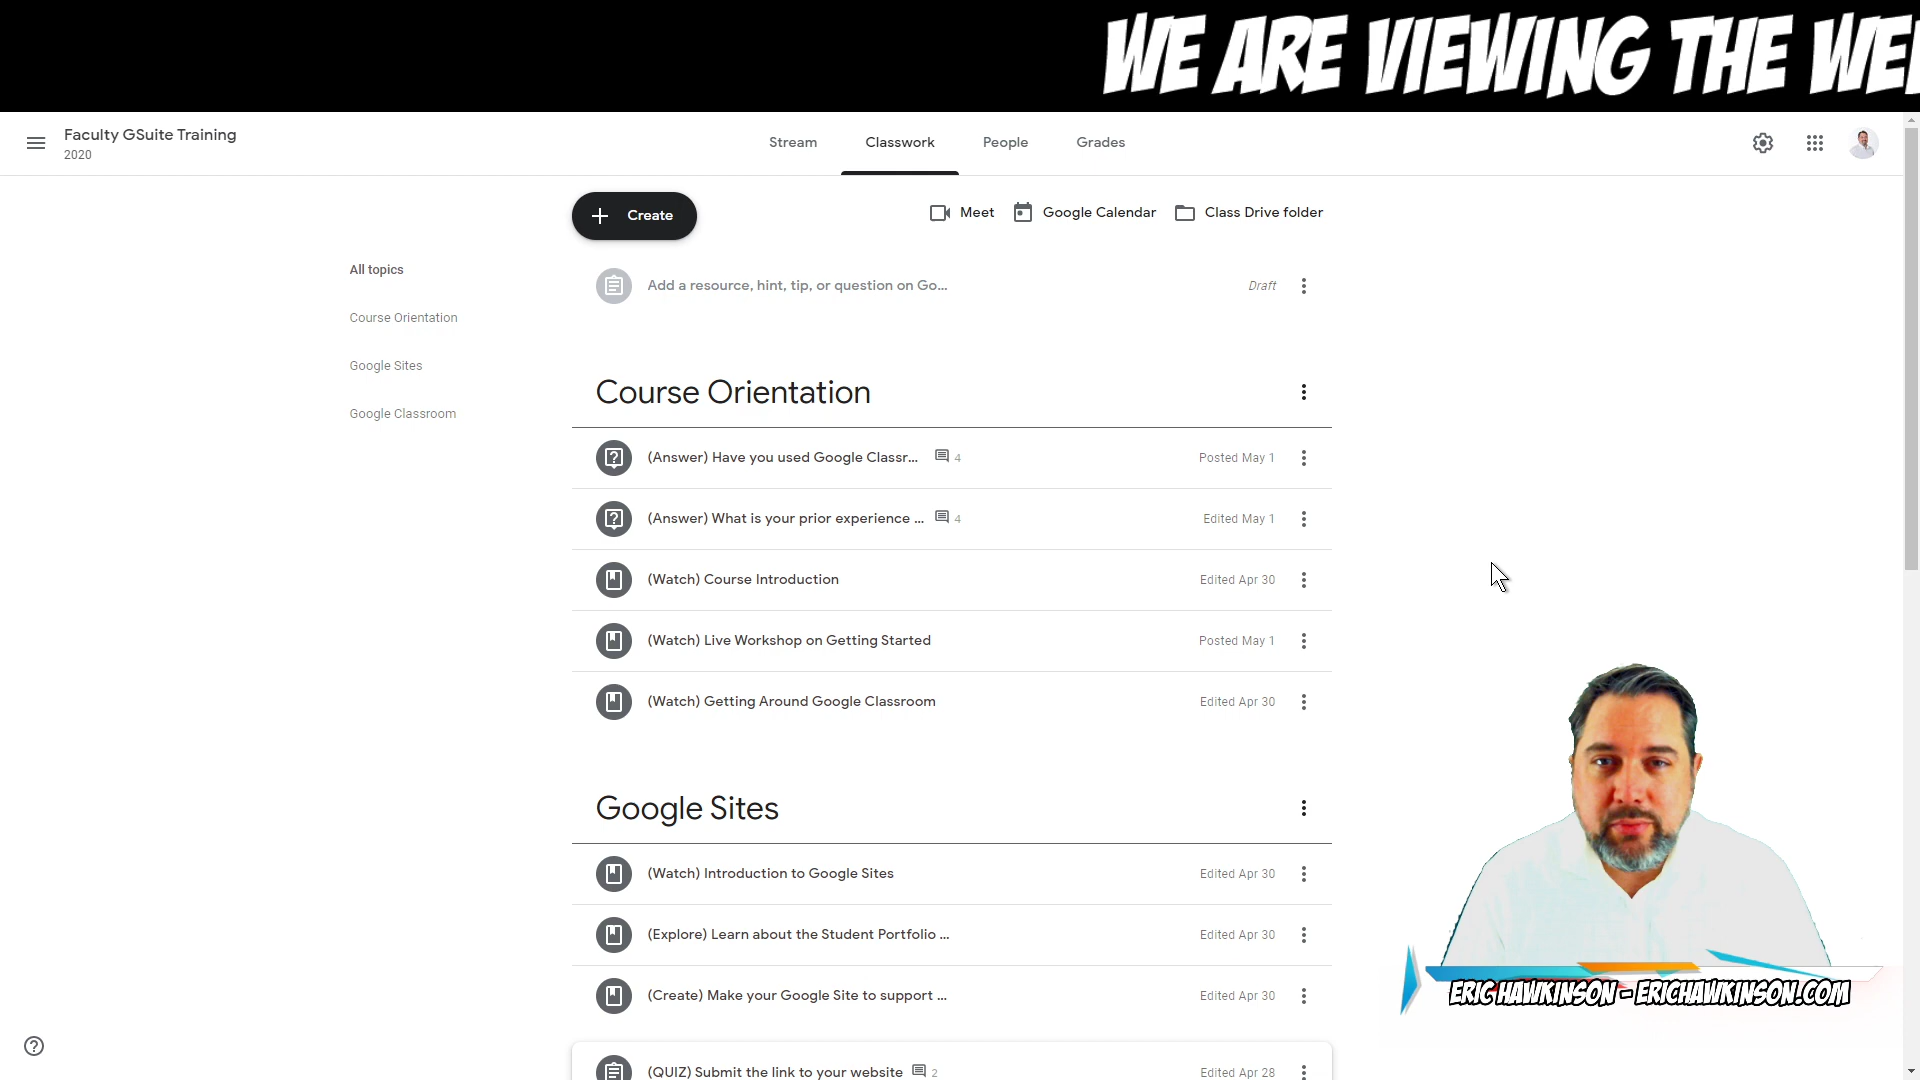 WE ARE VIEWING THE
Faculty GSuite Training
2020
Stream
Classwork
People
Grades
Create
Meet
Google Calendar
Class Drive folder
All topics
Course Orientation
Google Sites
Google Classroom
Add a resource, hint, tip, or question on Go...
Draft
Course Orientation
(Answer) Have you used Google Classr... 4 Posted May 1
(Answer) What is your prior experience ... 4 Edited May 1
(Watch) Course Introduction Edited Apr 30
(Watch) Live Workshop on Getting Started Posted May 1
(Watch) Getting Around Google Classroom Edited Apr 30
Google Sites
(Watch) Introduction to Google Sites Edited Apr 30
(Explore) Learn about the Student Portfolio ... Edited Apr 30
(Create) Make your Google Site to support ... Edited Apr 30
(QUIZ) Submit the link to your website 2 Edited Apr 28
ERIC HAWKINSON - ERICHAWKINSON.COM